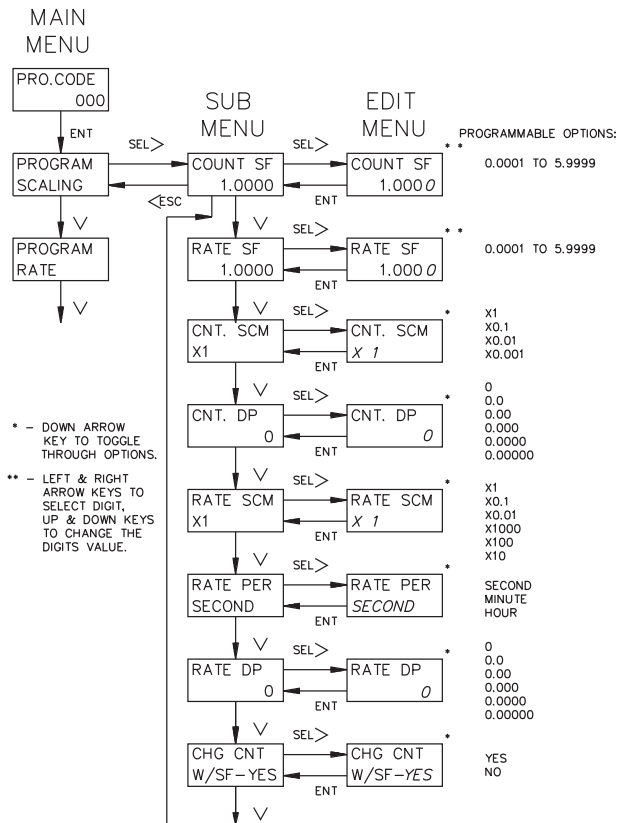 MAIN
MENU
PRO.CODE
000
ENT
PROGRAM
SCALING
PROGRAM
RATE
SUB
MENU
EDIT
MENU
PROGRAMMABLE OPTIONS:
SEL>
COUNT SF
1.0000
SEL>
COUNT SF
1.0000
* *
0.0001 TO 5.9999
ENT
<ESC
RATE SF
1.0000
SEL>
RATE SF
1.0000
* *
0.0001 TO 5.9999
ENT
CNT. SCM
X1
SEL>
CNT. SCM
X 1
*
X1
X0.1
X0.01
X0.001
ENT
CNT. DP
0
SEL>
CNT. DP
0
*
0
0.0
0.00
0.000
0.0000
0.00000
ENT
* – DOWN ARROW
KEY TO TOGGLE
THROUGH OPTIONS.
** – LEFT & RIGHT
ARROW KEYS TO
SELECT DIGIT,
UP & DOWN KEYS
TO CHANGE THE
DIGITS VALUE.
RATE SCM
X1
SEL>
RATE SCM
X 1
*
X1
X0.1
X0.01
X1000
X100
X10
ENT
RATE PER
SECOND
SEL>
RATE PER
SECOND
*
SECOND
MINUTE
HOUR
ENT
RATE DP
0
SEL>
RATE DP
0
*
0
0.0
0.00
0.000
0.0000
0.00000
ENT
CHG CNT
W/SF–YES
SEL>
CHG CNT
W/SF–YES
*
YES
NO
ENT